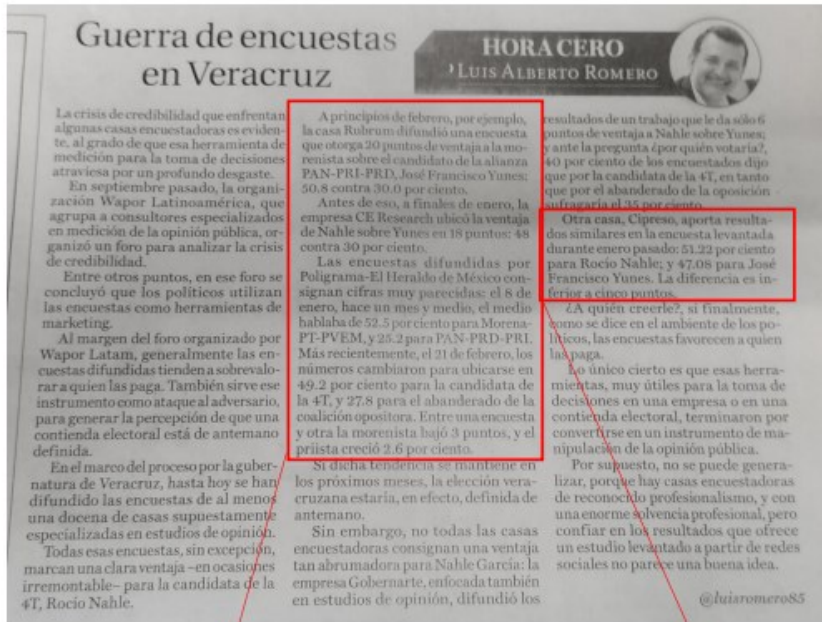 Guerra de encuestas
en Veracruz
HORA CERO
LUIS ALBERTO ROMERO
La crisis de credibilidad que enfrentan
algunas casas encuestadoras es eviden-
te, al grado de que esa herramienta de
medición para la toma de decisiones
atraviesa por un profundo desgaste.
En septiembre pasado, la organi-
zación Wapor Latinoamérica, que
agrupa a consultores especializados
en medición de la opinión pública, or-
ganizó un foro para analizar la crisis
de credibilidad.
Entre otros puntos, en ese foro se
concluyó que los políticos utilizan
las encuestas como herramientas de
marketing.
Al margen del foro organizado por
Wapor Latam, generalmente las en-
cuestas difundidas tienden a sobrevalo-
rar a quien las paga. También sirve ese
instrumento como ataque al adversario,
para generar la percepción de que una
contienda electoral está de antemano
definida.
En el marco del proceso por la guber-
natura de Veracruz, hasta hoy se han
difundido las encuestas de al menos
una docena de casas supuestamente
especializadas en estudios de opinión.
Todas esas encuestas, sin excepción,
marcan una clara ventaja –en ocasiones
irremontable– para la candidata de la
4T, Rocío Nahle.
A principios de febrero, por ejemplo,
la casa Rubrum difundió una encuesta
que otorga 20 puntos de ventaja a la mo-
renista sobre el candidato de la alianza
PAN-PRI-PRD, José Francisco Yunes:
50.8 contra 30.0 por ciento.
Antes de eso, a finales de enero, la
empresa CE Research ubicó la ventaja
de Nahle sobre Yunes en 18 puntos: 48
contra 30 por ciento.
Las encuestas difundidas por
Poligrama-El Heraldo de México con-
signan cifras muy parecidas: el 8 de
enero, hace un mes y medio, el medio
hablaba de 52.5 por ciento para Morena-
PT-PVEM, y 25.2 para PAN-PRD-PRI.
Más recientemente, el 21 de febrero, los
números cambiaron para ubicarse en
49.2 por ciento para la candidata de
la 4T, y 27.8 para el abanderado de la
coalición opositora. Entre una encuesta
y otra la morenista bajó 3 puntos, y el
priista creció 2.6 por ciento.
Si dicha tendencia se mantiene en
los próximos meses, la elección vera-
cruzana estaría, en efecto, definida de
antemano.
Sin embargo, no todas las casas
encuestadoras consignan una ventaja
tan abrumadora para Nahle García: la
empresa Gobernarte, enfocada también
en estudios de opinión, difundió los
resultados de un trabajo que le da sólo 6
puntos de ventaja a Nahle sobre Yunes;
y ante la pregunta ¿por quién votaría?,
40 por ciento de los encuestados dijo
que por la candidata de la 4T, en tanto
que por el abanderado de la oposición
sufragaría el 35 por ciento.
Otra casa, Cipreso, aporta resulta-
dos similares en la encuesta levantada
durante enero pasado: 51.22 por ciento
para Rocío Nahle; y 47.08 para José
Francisco Yunes. La diferencia es in-
ferior a cinco puntos.
¿A quién creerle?, si finalmente,
como se dice en el ambiente de los po-
líticos, las encuestas favorecen a quien
las paga.
Lo único cierto es que esas herra-
mientas, muy útiles para la toma de
decisiones en una empresa o en una
contienda electoral, terminaron por
convertirse en un instrumento de ma-
nipulación de la opinión pública.
Por supuesto, no se puede genera-
lizar, porque hay casas encuestadoras
de reconocido profesionalismo, y con
una enorme solvencia profesional, pero
confiar en los resultados que ofrece
un estudio levantado a partir de redes
sociales no parece una buena idea.
@luisromero85